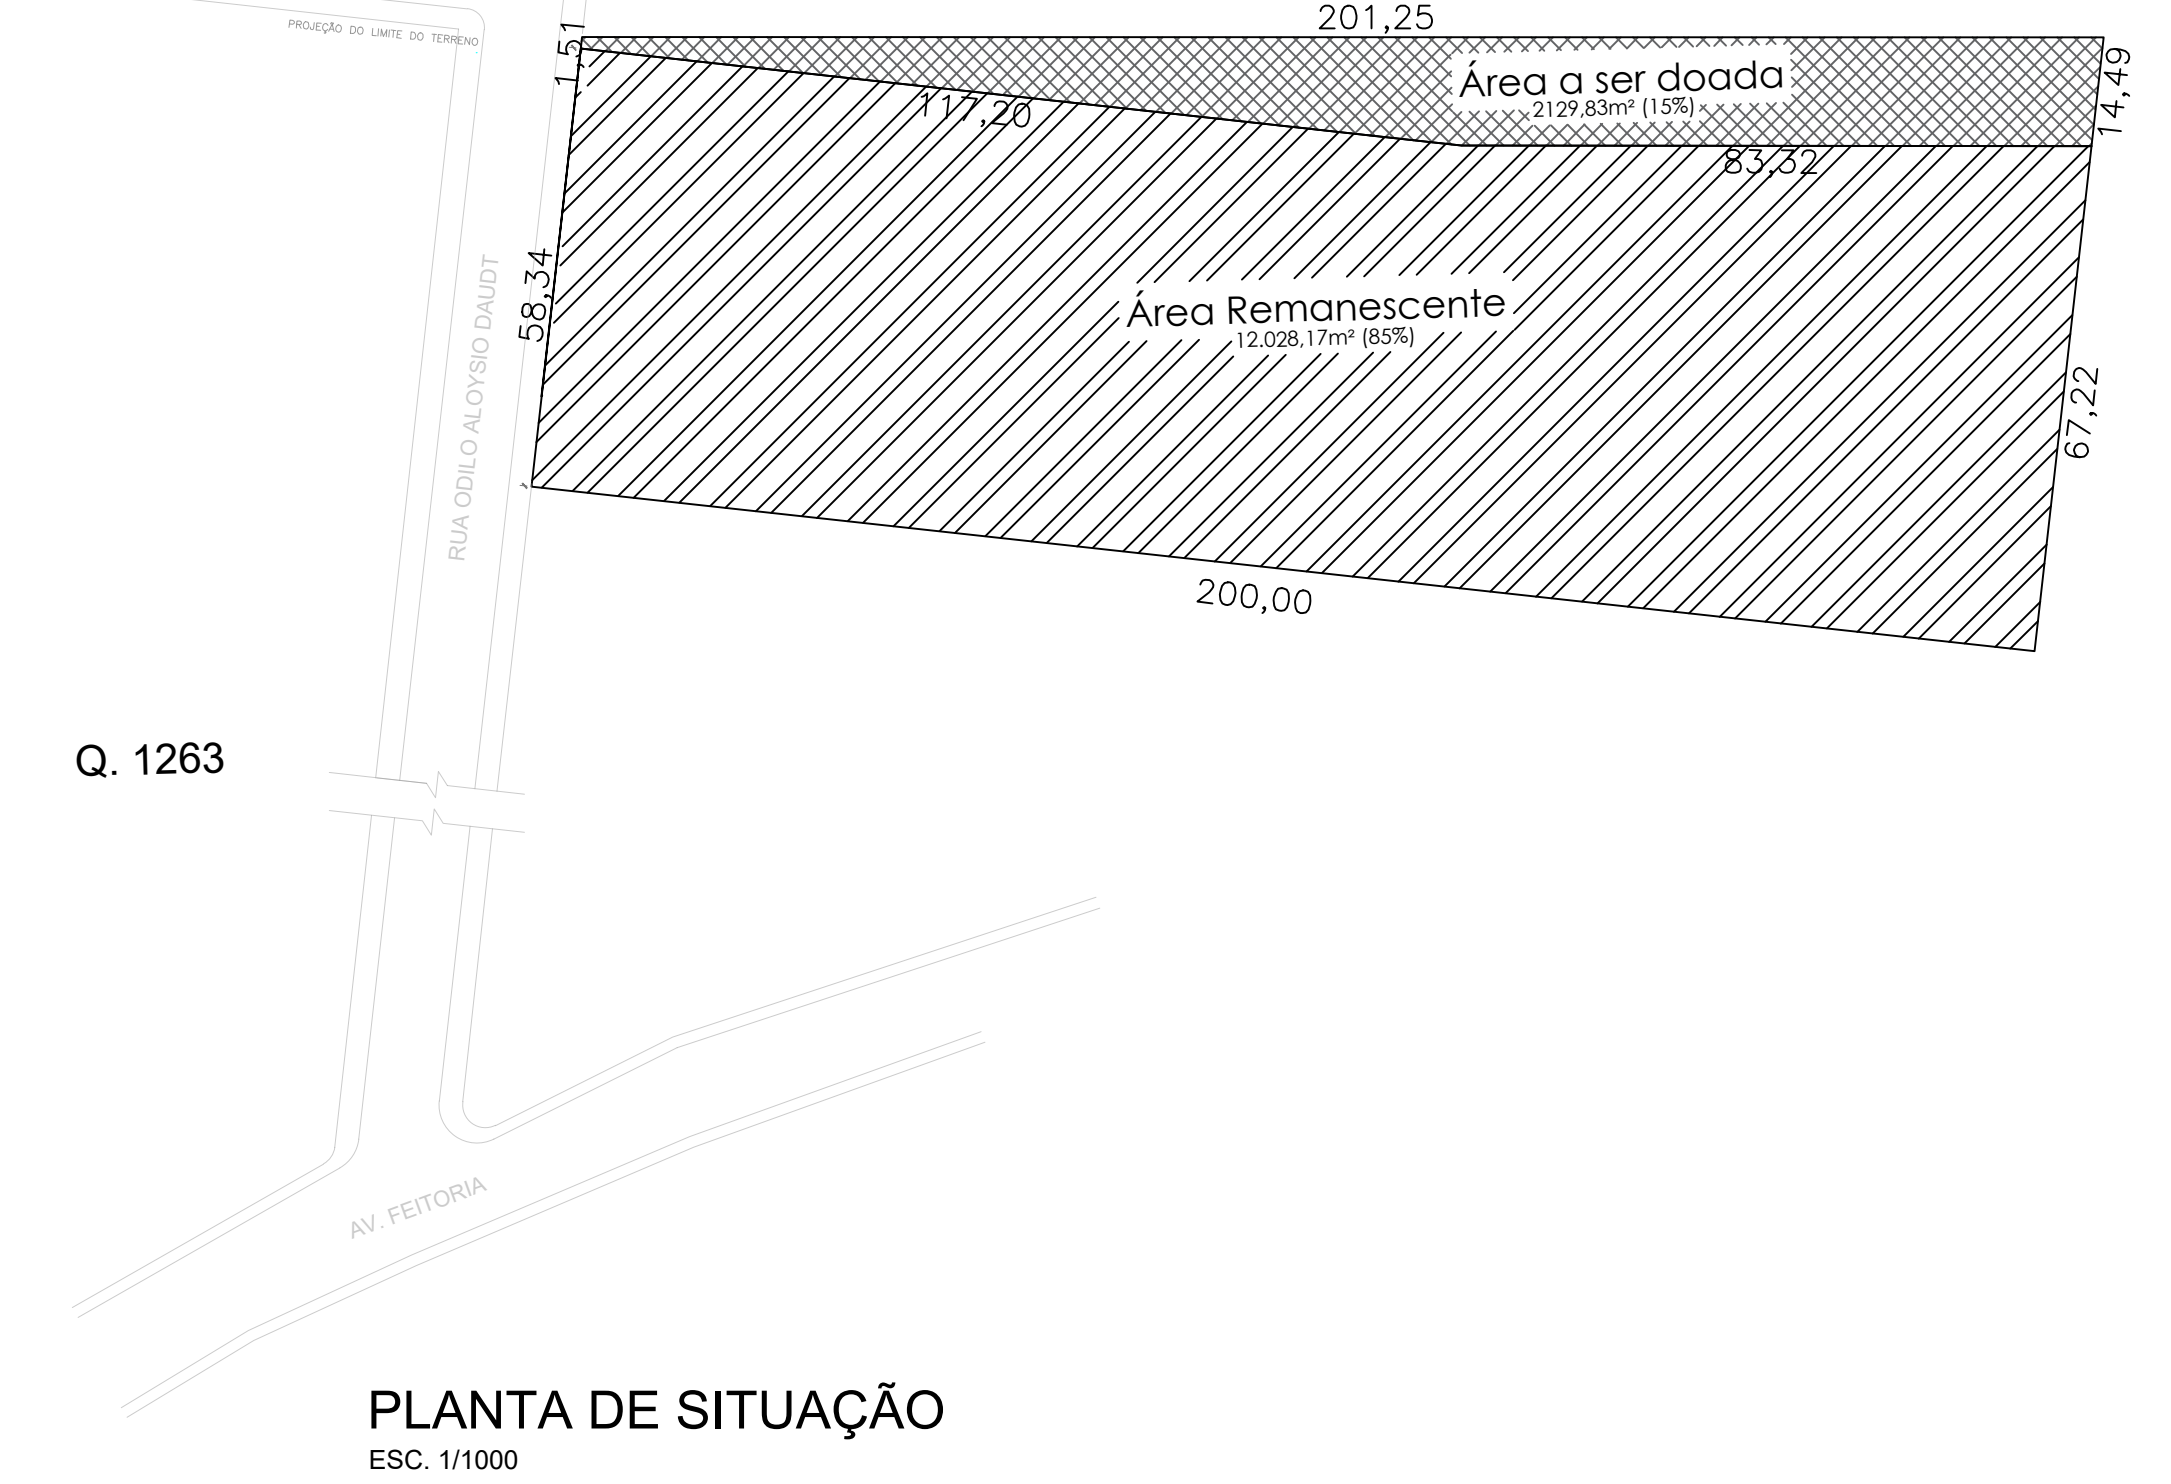 PROJEÇÃO DO LIMITE DO TERRENO
1,51
201,25
14,49
Área a ser doada
2129,83m² (15%)
117,20
83,32
58,34
RUA ODILO ALOYSIO DAUDT
Área Remanescente
12.028,17m² (85%)
67,22
200,00
Q. 1263
AV. FEITORIA
PLANTA DE SITUAÇÃO
ESC. 1/1000